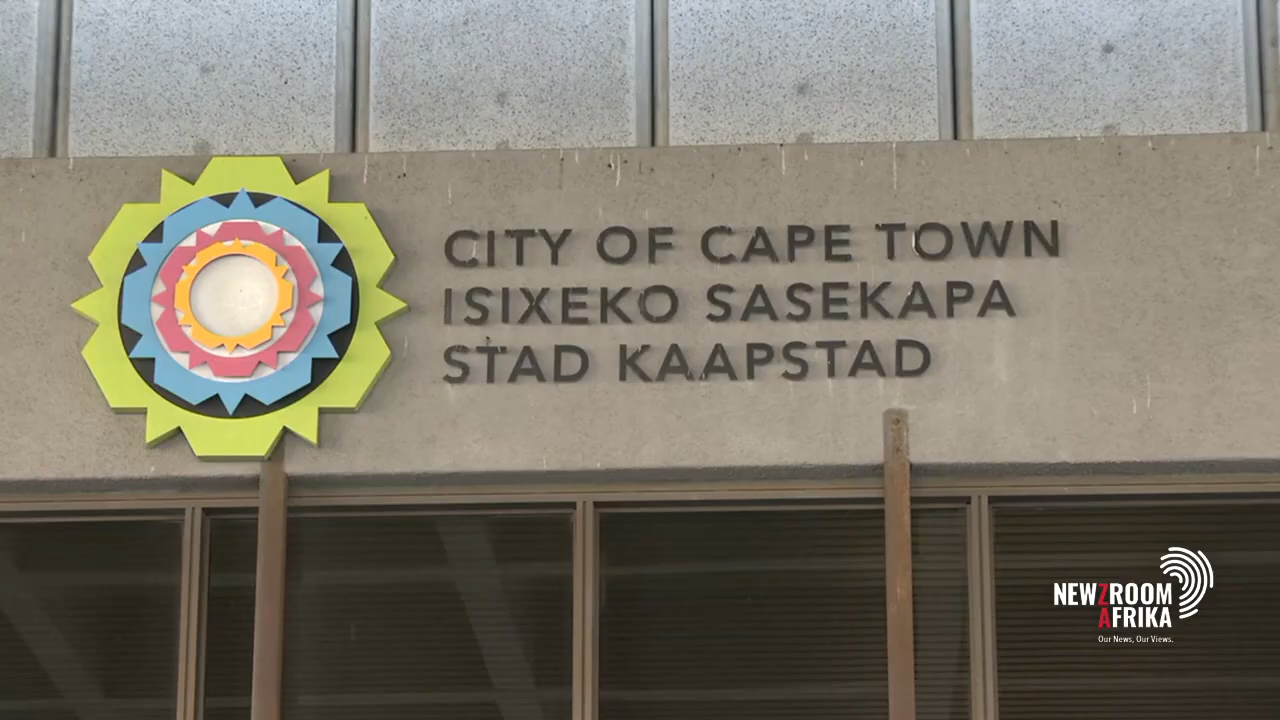 CITY OF CAPE TOWN
ISIXEKO SASEKAPA
STAD KAAPSTAD
NEWZROOM
AFRIKA
Our News, Our Views.